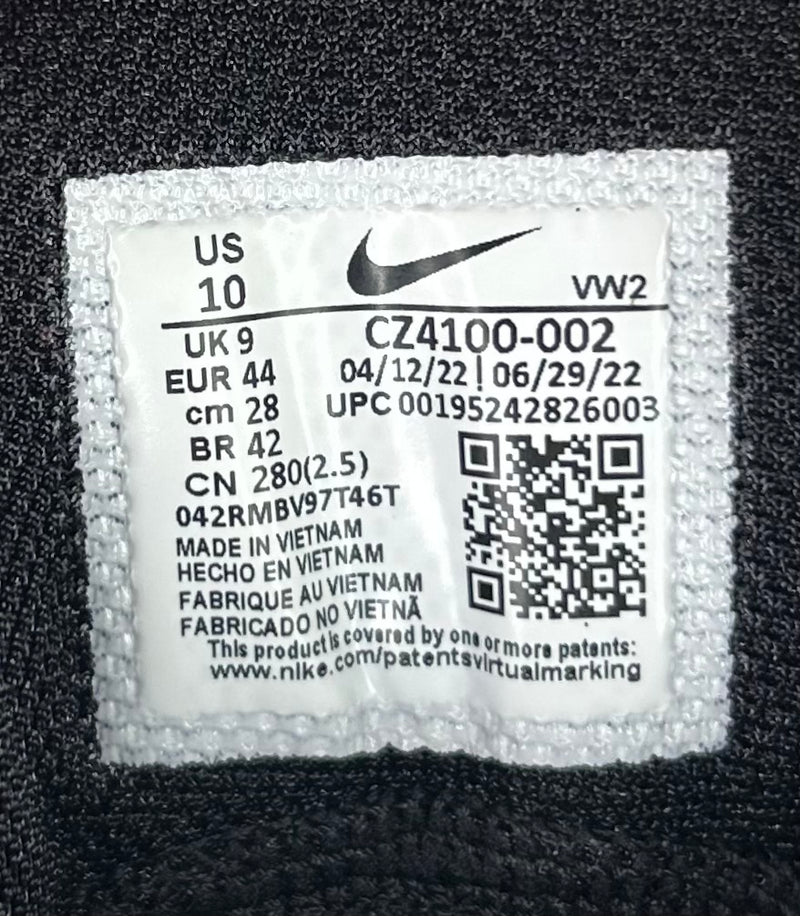 US
10
VW2
UK 9
CZ4100-002
EUR 44
04/12/22 | 06/29/22
cm 28
UPC 00195242826003
BR 42
CN 280(2.5)
042RMBV97T46T
MADE IN VIETNAM
HECHO EN VIETNAM
FABRIQUE AU VIETNAM
FABRICADO NO VIETNÃ
This product is covered by one or more patents:
www.nike.com/patentsvirtualmarking